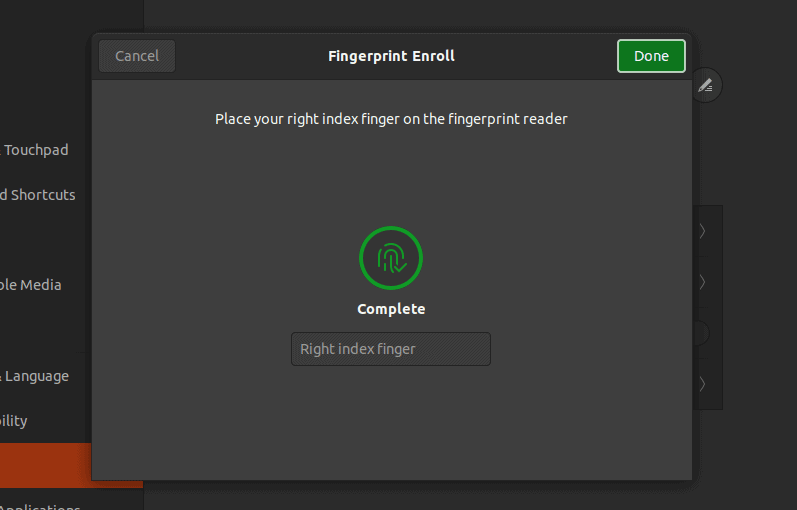 Cancel
Fingerprint Enroll
Done
Place your right index finger on the fingerprint reader
Touchpad
d Shortcuts
ble Media
Complete
Right index finger
Language
ility
Applications